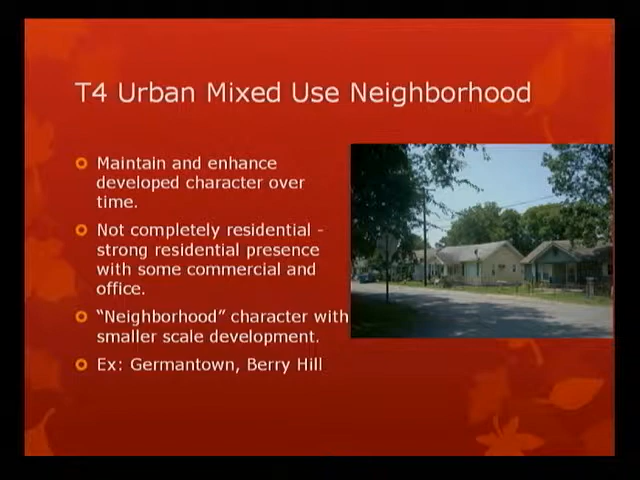 T4 Urban Mixed Use Neighborhood
Maintain and enhance
developed character over
time.
Not completely residential -
strong residential presence
with some commercial and
office.
“Neighborhood” character with
smaller scale development.
Ex: Germantown, Berry Hill